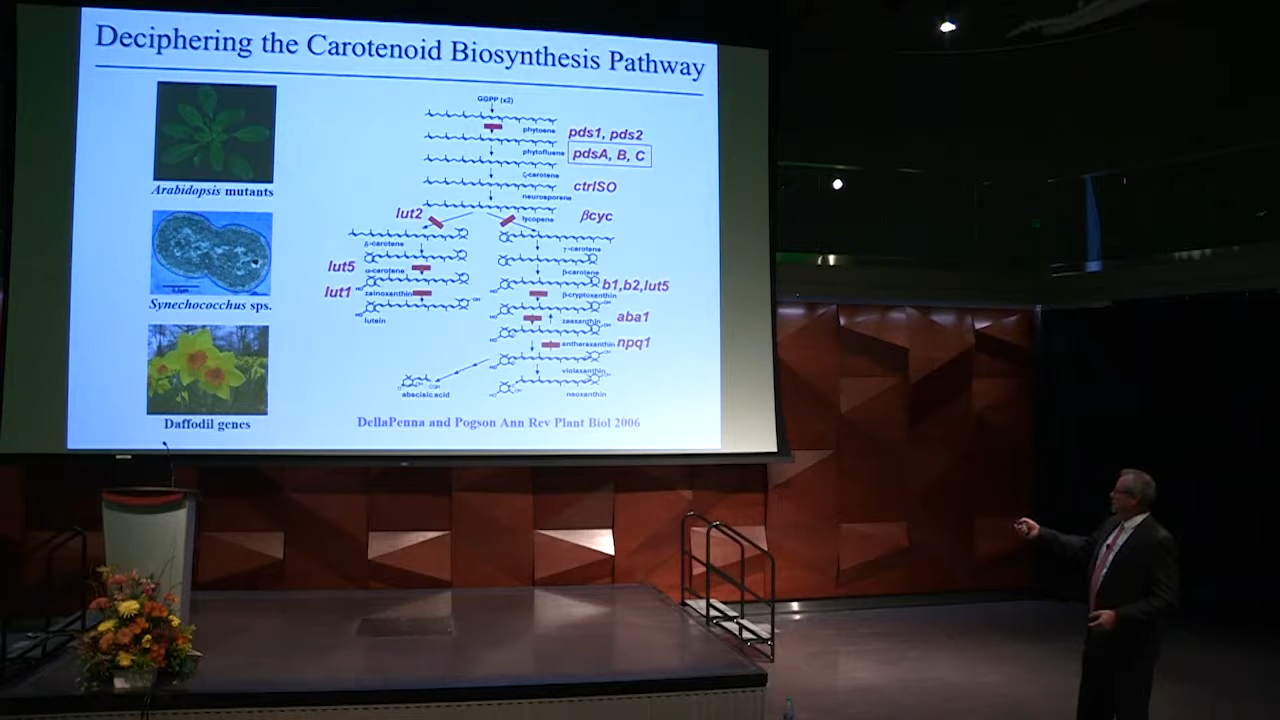 Deciphering the Carotenoid Biosynthesis Pathway
Arabidopsis mutants
Synechococchus sps.
Daffodil genes
GGPP (x2)
phytoene
pds1, pds2
phytofluene
pdsA, B, C
ζ-carotene
ctrISO
neurosporene
lut2
lycopene
βcyc
δ-carotene
γ-carotene
lut5
α-carotene
β-carotene
b1,b2,lut5
lut1
zainoxanthin
β-cryptoxanthin
lutein
zeaxanthin
aba1
antheraxanthin
npq1
violaxanthin
abscisic acid
neoxanthin
DellaPenna and Pogson Ann Rev Plant Biol 2006